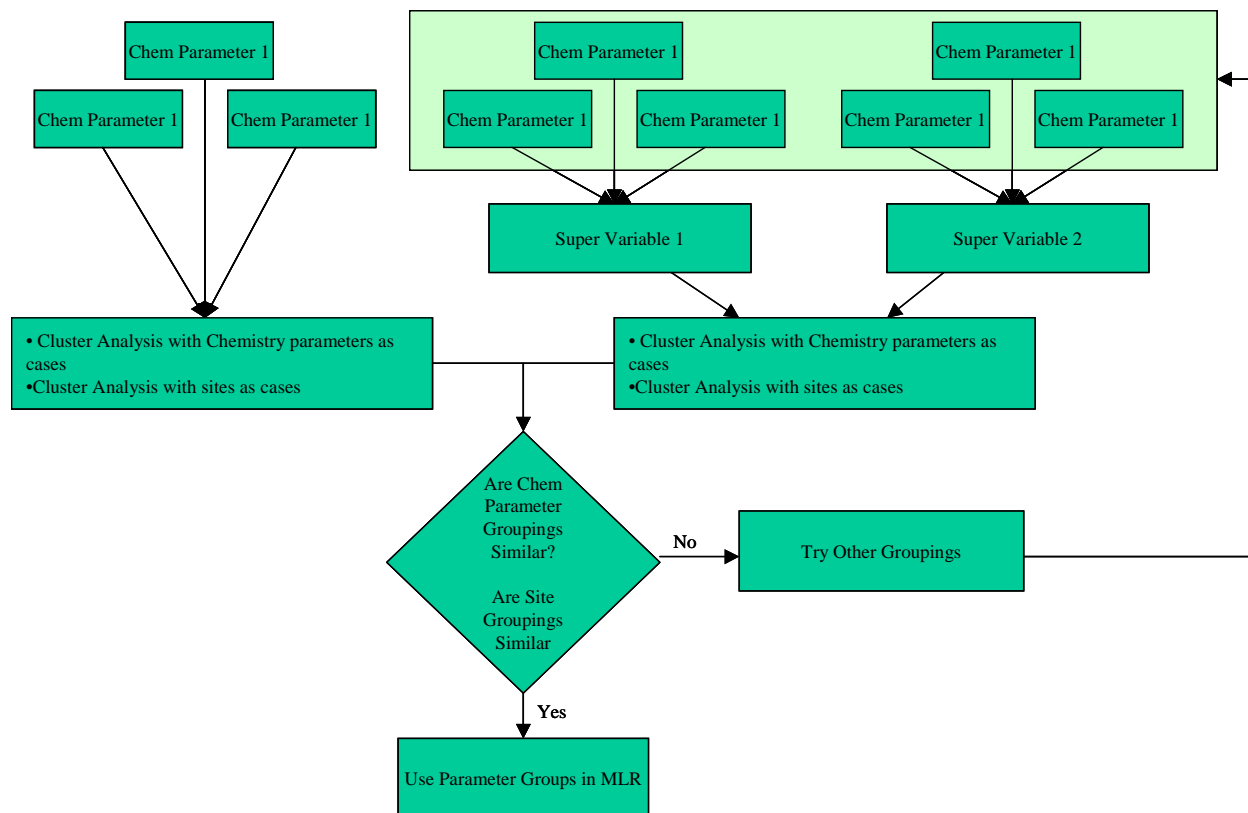 Chem Parameter 1
Chem Parameter 1
Chem Parameter 1
Chem Parameter 1
Chem Parameter 1
Chem Parameter 1
Chem Parameter 1
Chem Parameter 1
Chem Parameter 1
Super Variable 1
Super Variable 2
• Cluster Analysis with Chemistry parameters as
cases
•Cluster Analysis with sites as cases
• Cluster Analysis with Chemistry parameters as
cases
•Cluster Analysis with sites as cases
Are Chem
Parameter
Groupings
Similar?
Are Site
Groupings
Similar
No
Try Other Groupings
Yes
Use Parameter Groups in MLR